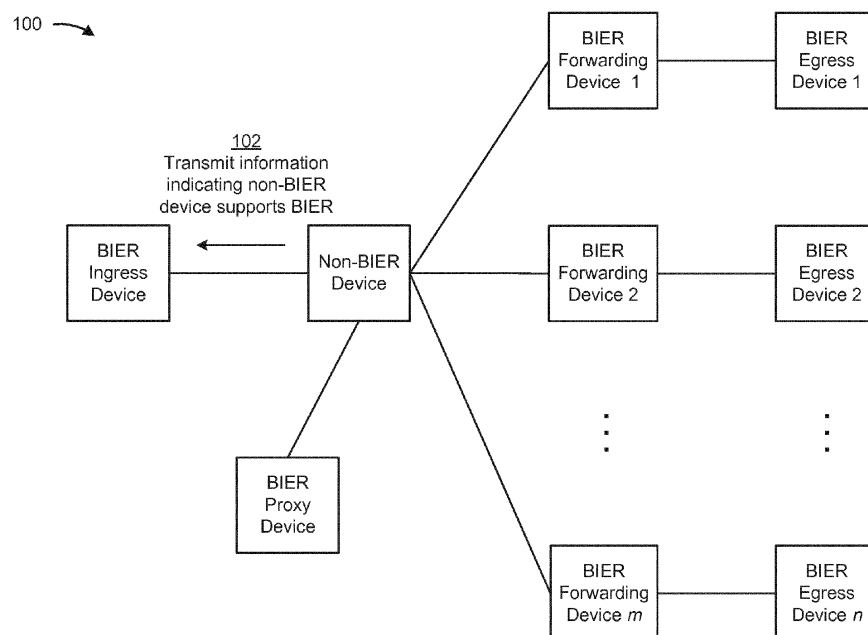 100
BIER
Forwarding
Device 1
BIER
Egress
Device 1
102
Transmit information
indicating non-BIER
device supports BIER
BIER
Ingress
Device
Non-BIER
Device
BIER
Forwarding
Device 2
BIER
Egress
Device 2
BIER
Proxy
Device
BIER
Forwarding
Device m
BIER
Egress
Device n